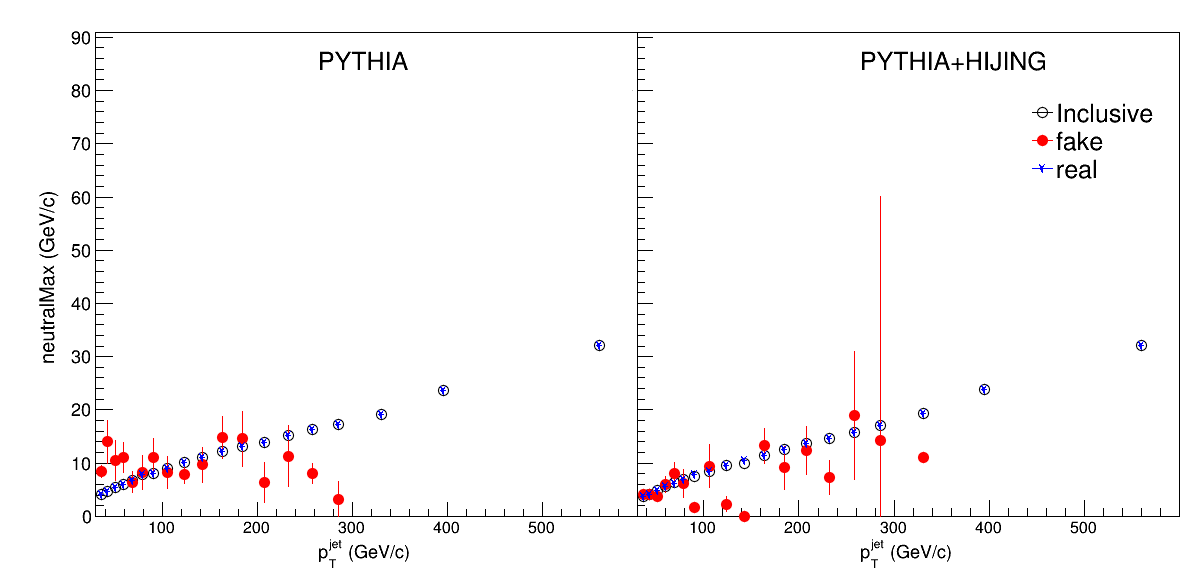 PYTHIA
PYTHIA+HIJING
Inclusive
fake
real
neutralMax (GeV/c)
90
80
70
60
50
40
30
20
10
0
100 200 300 400 500
100 200 300 400 500
p_T^jet (GeV/c)
p_T^jet (GeV/c)